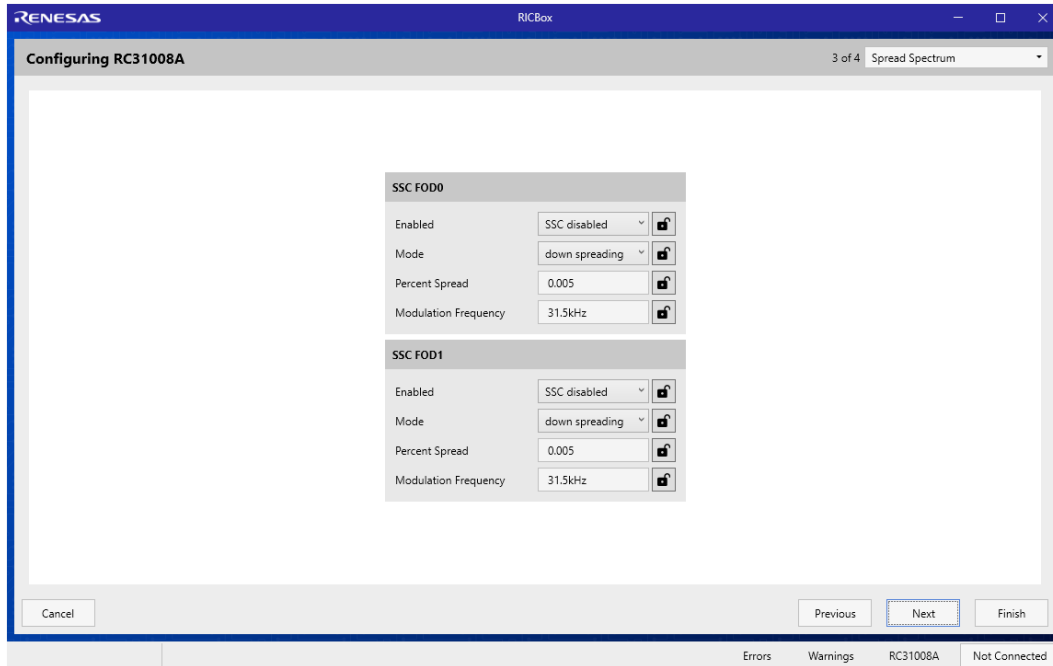 RENESAS
RICBox
Configuring RC31008A
3 of 4 Spread Spectrum
SSC FOD0
Enabled SSC disabled
Mode down spreading
Percent Spread 0.005
Modulation Frequency 31.5kHz
SSC FOD1
Enabled SSC disabled
Mode down spreading
Percent Spread 0.005
Modulation Frequency 31.5kHz
Cancel Previous Next Finish
Errors Warnings RC31008A Not Connected